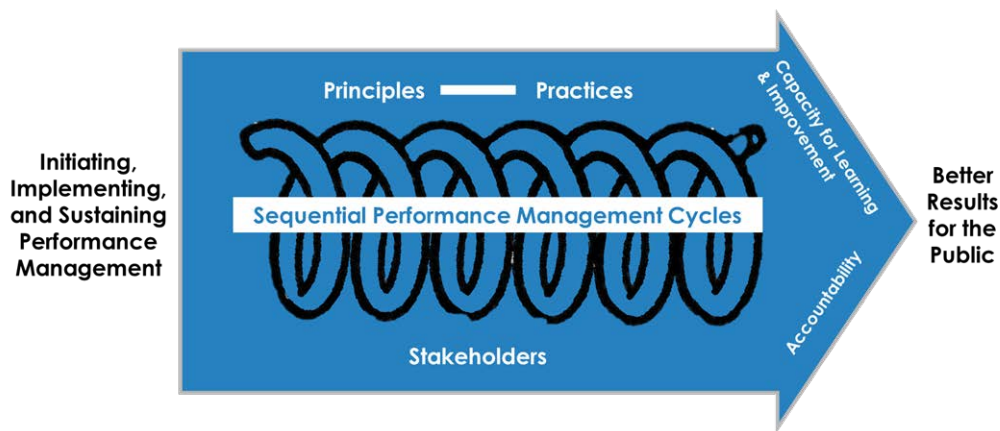 Initiating,
Implementing,
and Sustaining
Performance
Management
Principles — Practices
Sequential Performance Management Cycles
Stakeholders
Capacity for Learning
& Improvement
Accountability
Better
Results
for the
Public